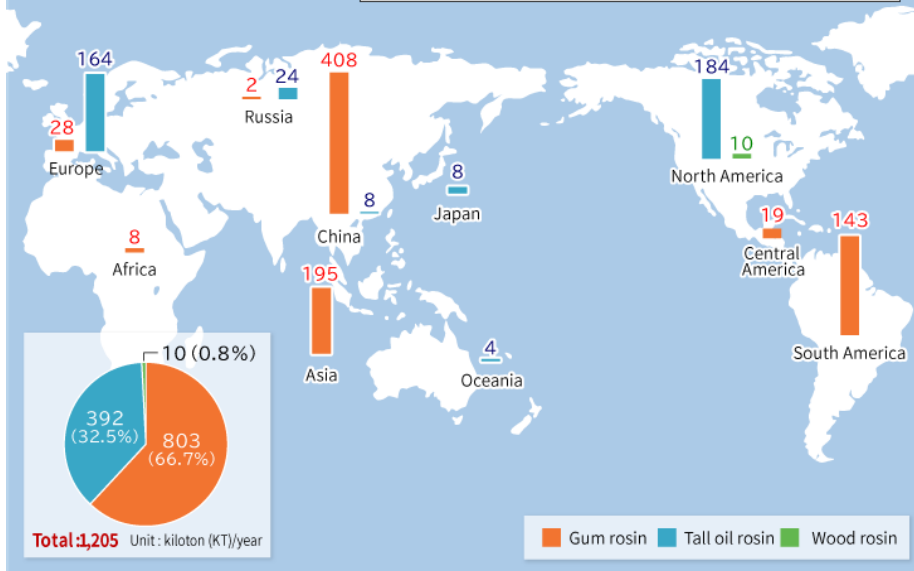 164
28
Europe
2
24
Russia
408
8
China
8
Japan
184
10
North America
19
Central
America
143
South America
8
Africa
195
Asia
4
Oceania
10 (0.8%)
392
(32.5%)
803
(66.7%)
Total:1,205 Unit : kiloton (KT)/year
Gum rosin Tall oil rosin Wood rosin